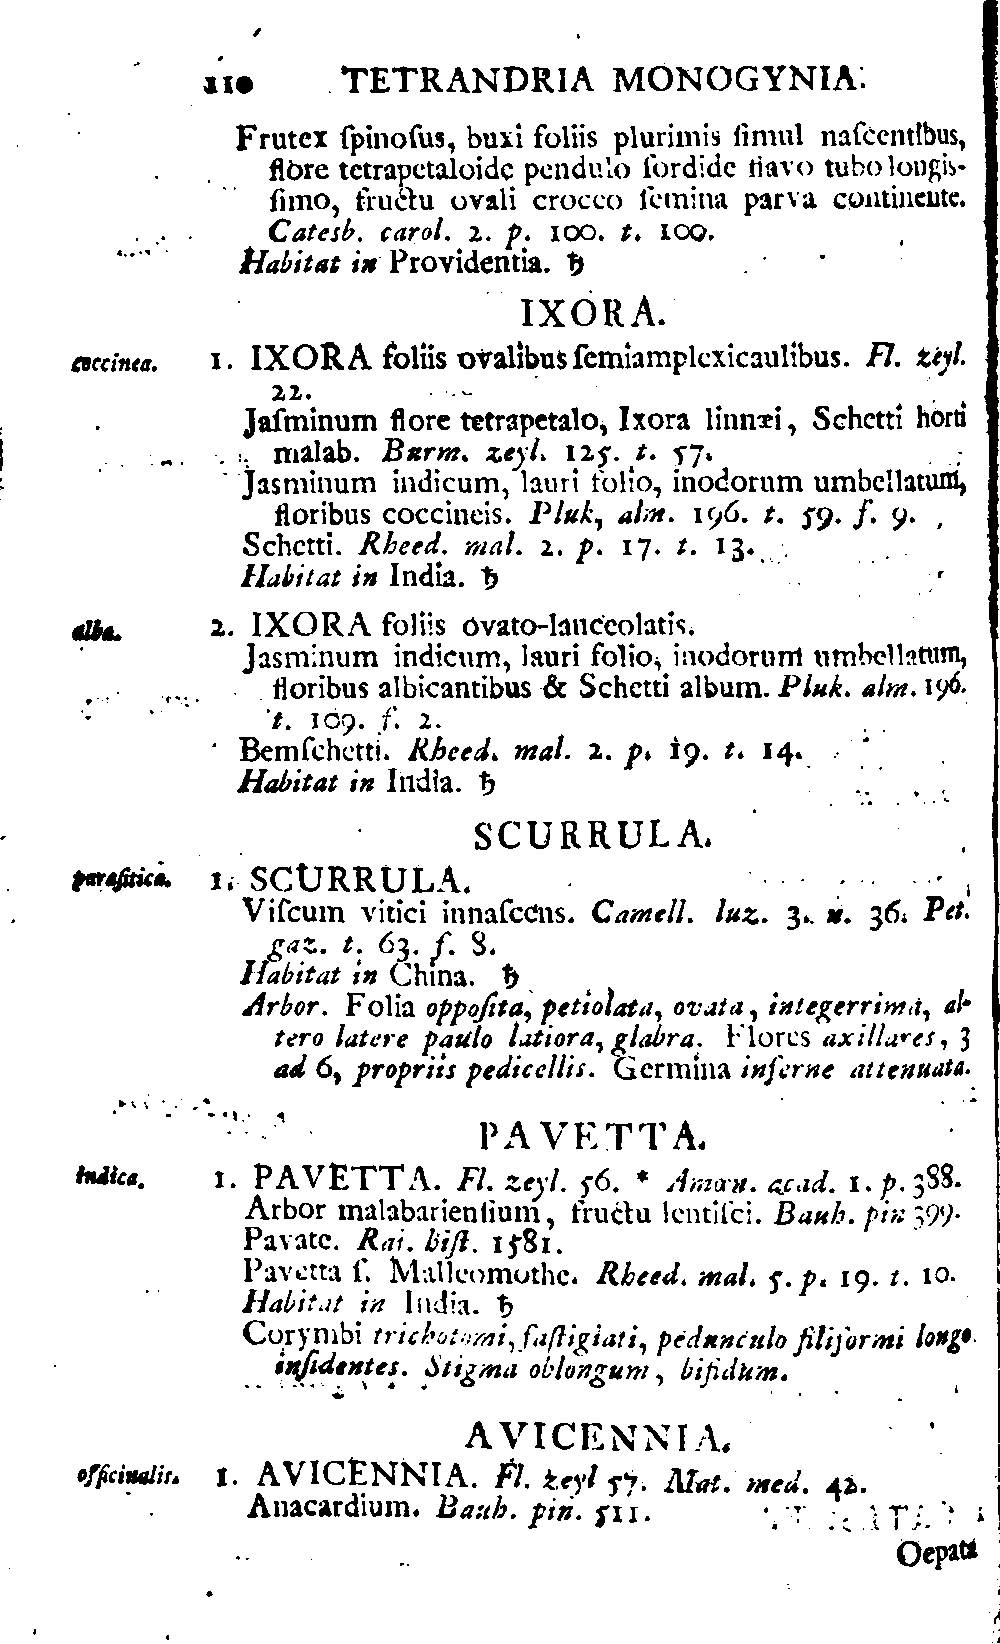 110 TETRANDRIA MONOGYNIA.
Frutex ſpinoſus, buxi foliis plurimis ſimul naſcentibus,
flore tetrapetaloide pendulo ſordide flavo tubo longis-
ſimo, fructu ovali croceo ſemina parva continente.
Catesb. carol. 2. p. 100. t. 100.
Habitat in Providentia. ♄
IXORA.
coccinea. 1. IXORA foliis ovalibus ſemiamplexicaulibus. Fl. zeyl.
22.
Jaſminum flore tetrapetalo, Ixora linnæi, Schetti horti
malab. Burm. zeyl. 125. t. 57.
Jasminum indicum, lauri folio, inodorum umbellatum,
floribus coccineis. Pluk, alm. 196. t. 59. f. 9.
Schetti. Rheed. mal. 2. p. 17. t. 13.
Habitat in India. ♄
alba. 2. IXORA foliis ovato-lanceolatis.
Jasminum indicum, lauri folio, inodorum umbellatum,
floribus albicantibus & Schetti album. Pluk. alm. 196.
t. 109. f. 2.
Bemſchetti. Rheed. mal. 2. p. 19. t. 14.
Habitat in India. ♄
SCURRULA.
paraſitica. 1. SCURRULA.
Viſcum vitici innaſcens. Camell. luz. 3. n. 36. Pet.
gaz. t. 63. f. 8.
Habitat in China. ♄
Arbor. Folia oppoſita, petiolata, ovata, integerrima, al-
tero latere paulo latiora, glabra. Flores axillares, 3
ad 6, propriis pedicellis. Germina inferne attenuata.
PAVETTA.
indica. 1. PAVETTA. Fl. zeyl. 56. * Amœn. acad. 1. p. 388.
Arbor malabarienſium, fructu lentiſci. Bauh. pin 399.
Pavate. Rai. hiſt. 1581.
Pavetta ſ. Malleomothe. Rheed. mal. 5. p. 19. t. 10.
Habitat in India. ♄
Corymbi trichotomi, faſtigiati, pedunculo filiformi longo
inſidentes. Stigma oblongum, bifidum.
AVICENNIA.
officinalis. 1. AVICENNIA. Fl. zeyl 57. Mat. med. 42.
Anacardium. Bauh. pin. 511.
Oepata